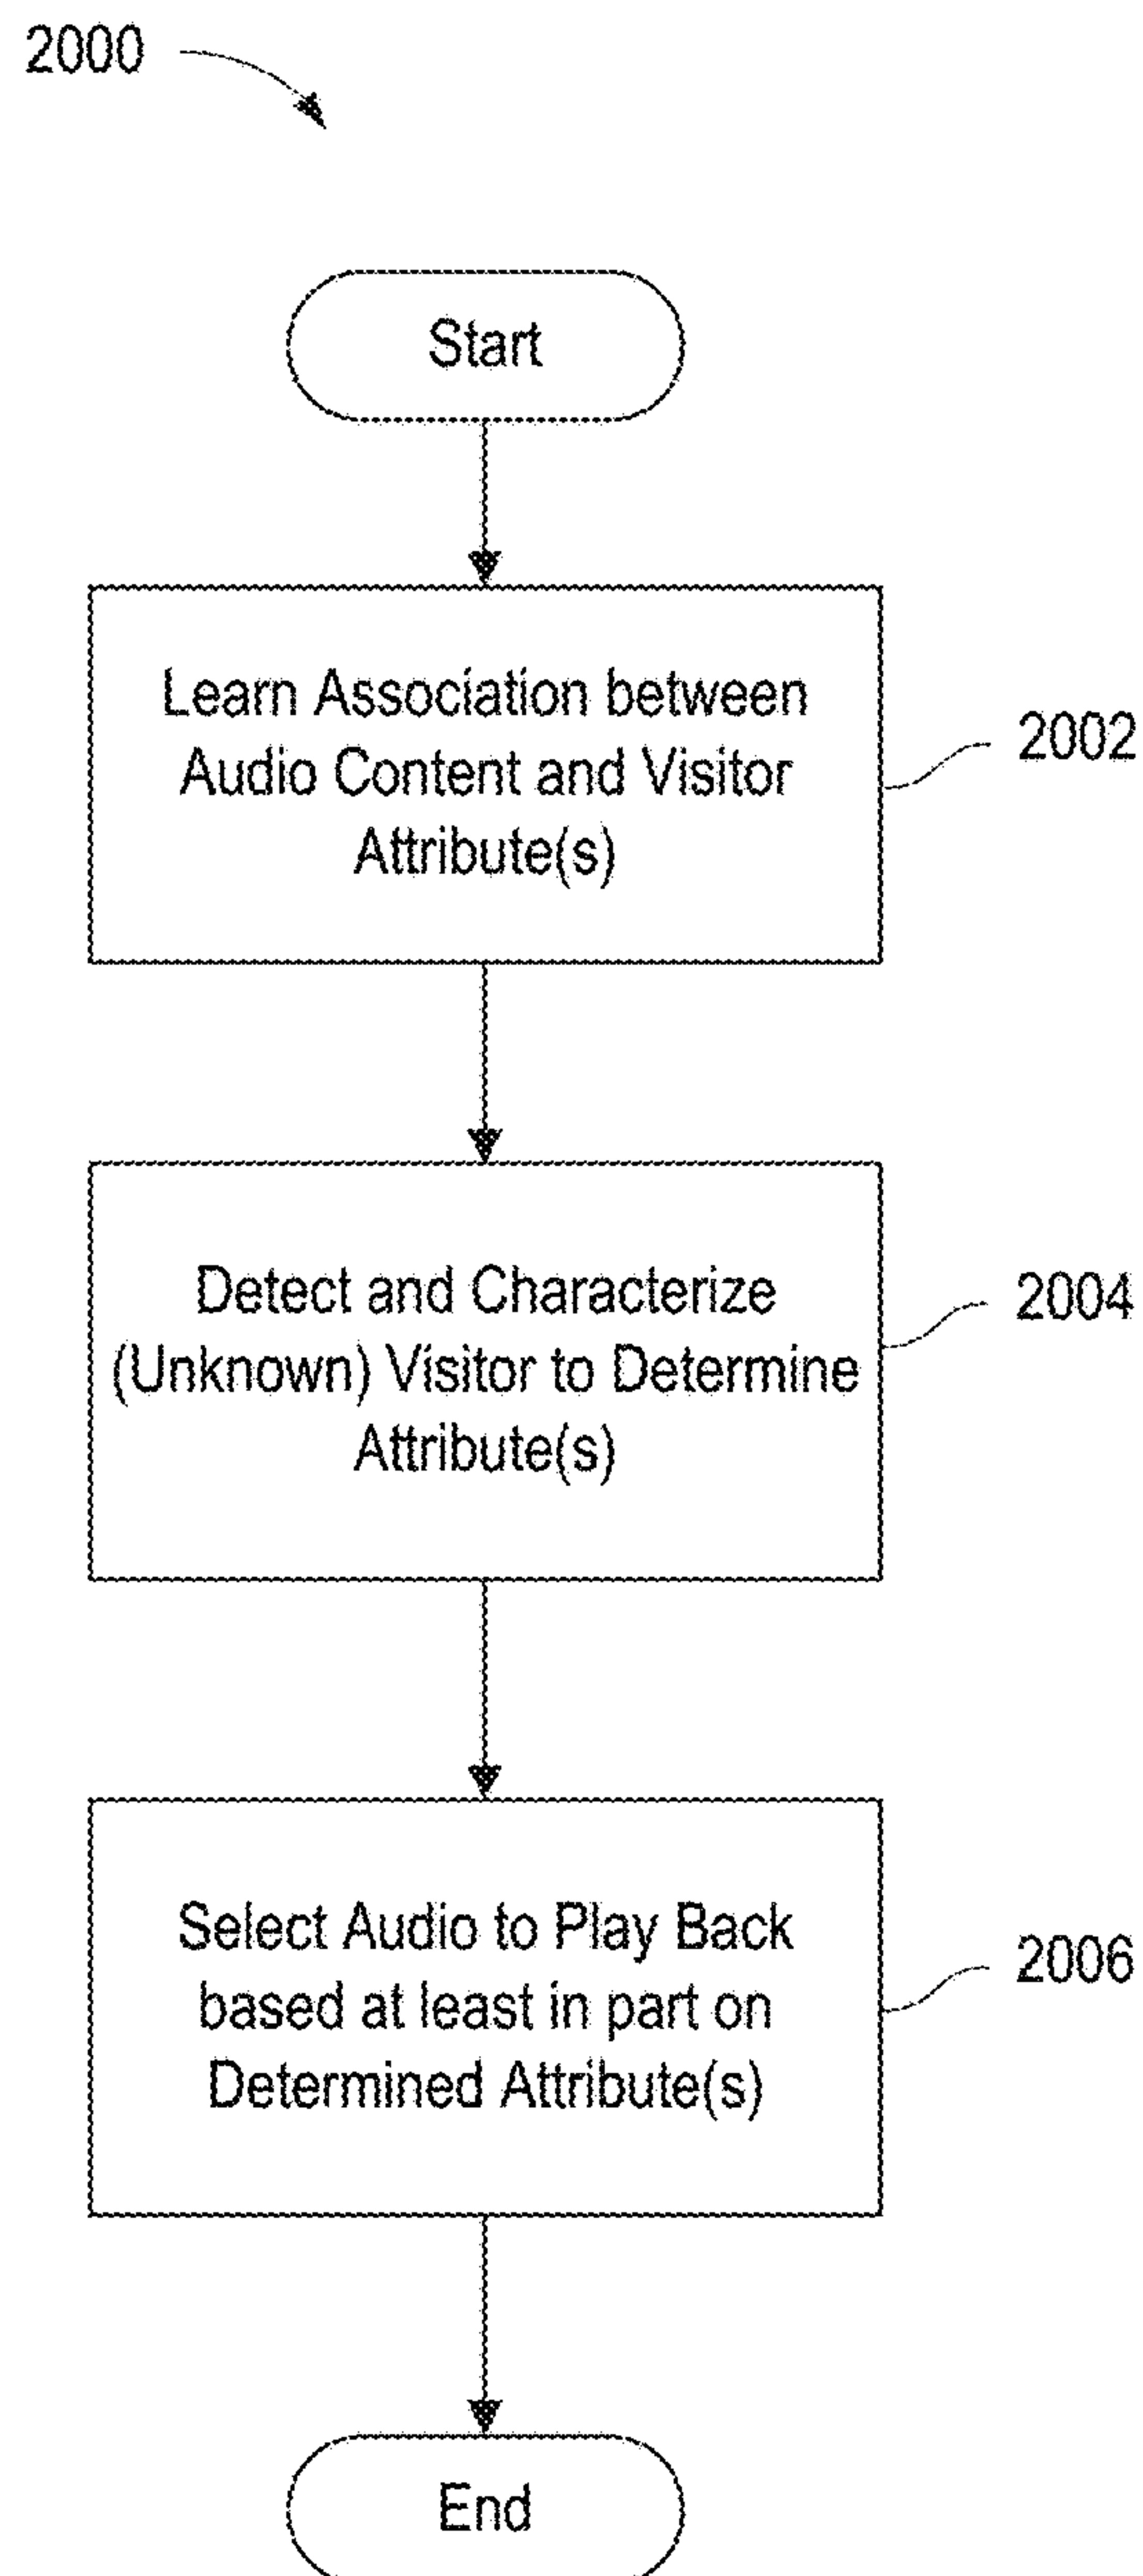 2000
Start
Learn Association between
Audio Content and Visitor
Attribute(s)
2002
Detect and Characterize
(Unknown) Visitor to Determine
Attribute(s)
2004
Select Audio to Play Back
based at least in part on
Determined Attribute(s)
2006
End